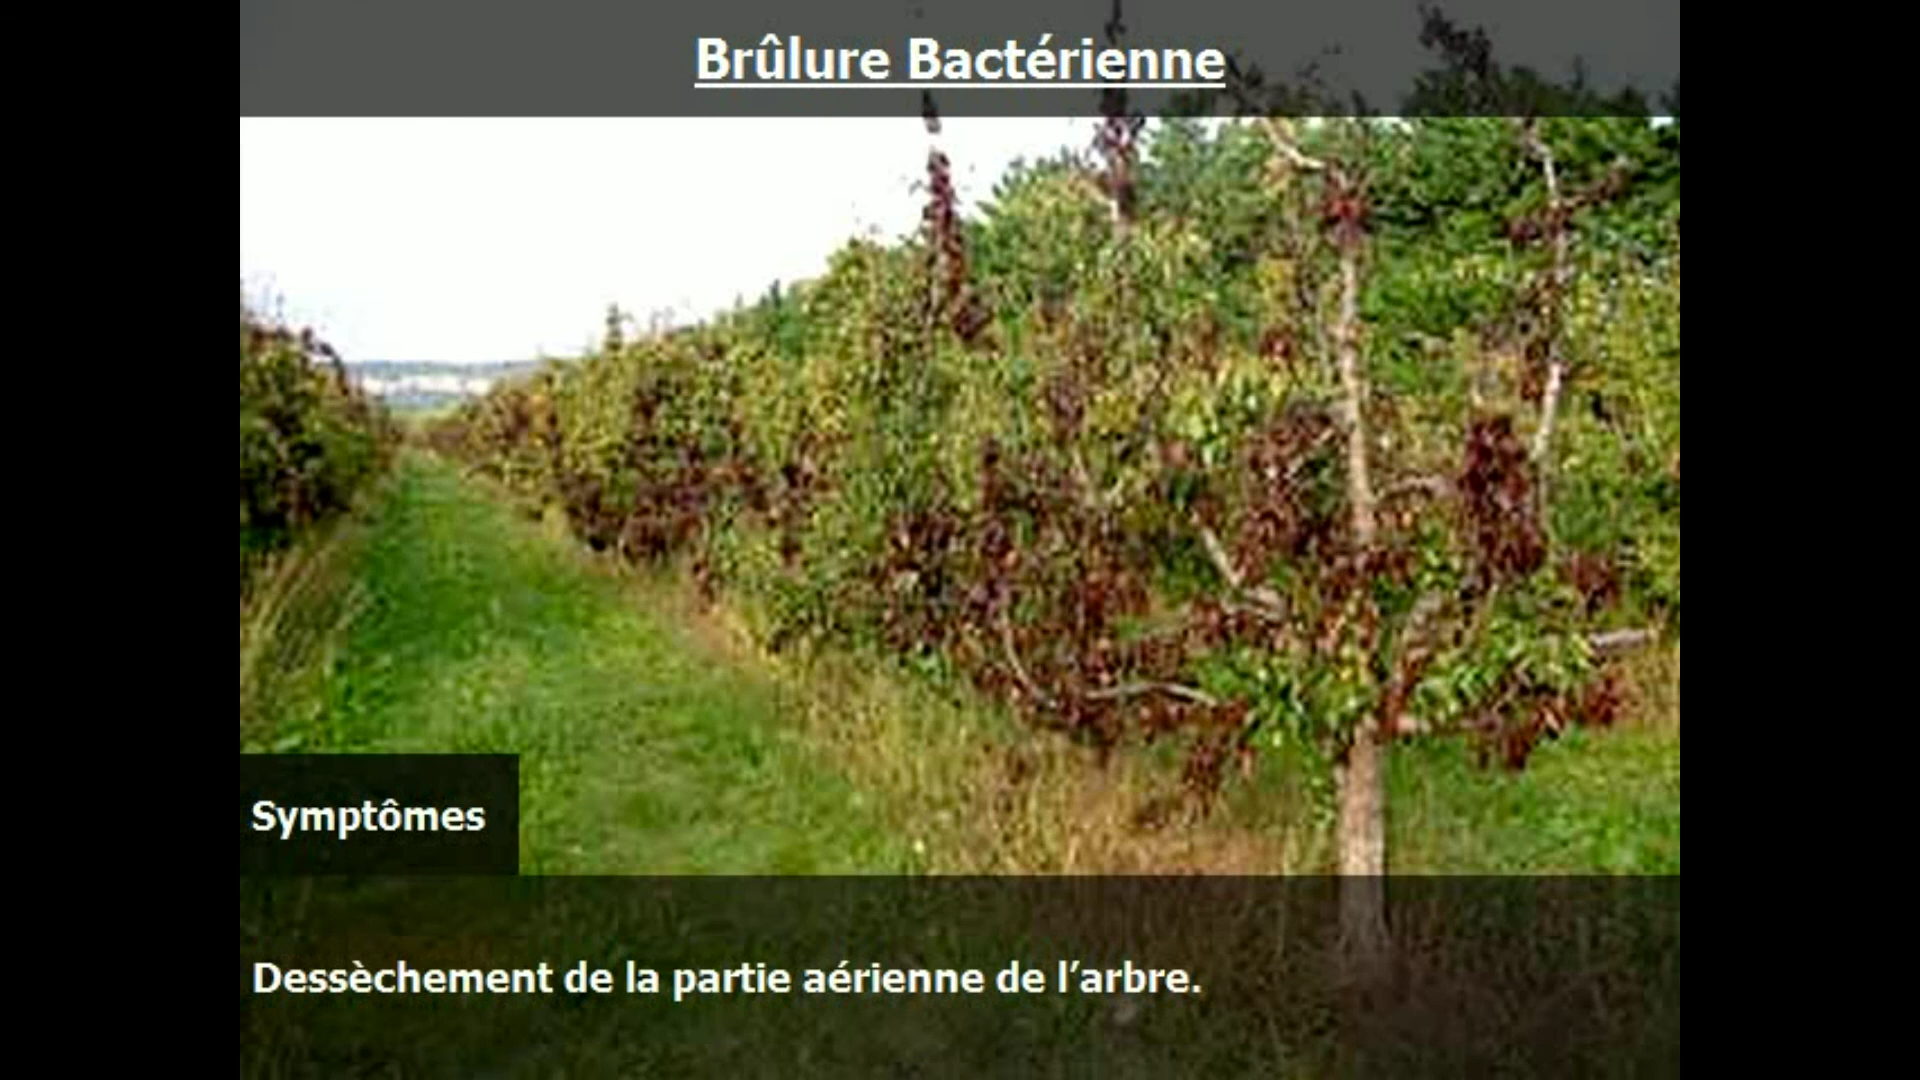 Brûlure Bactérienne
Symptômes
Dessèchement de la partie aérienne de l’arbre.